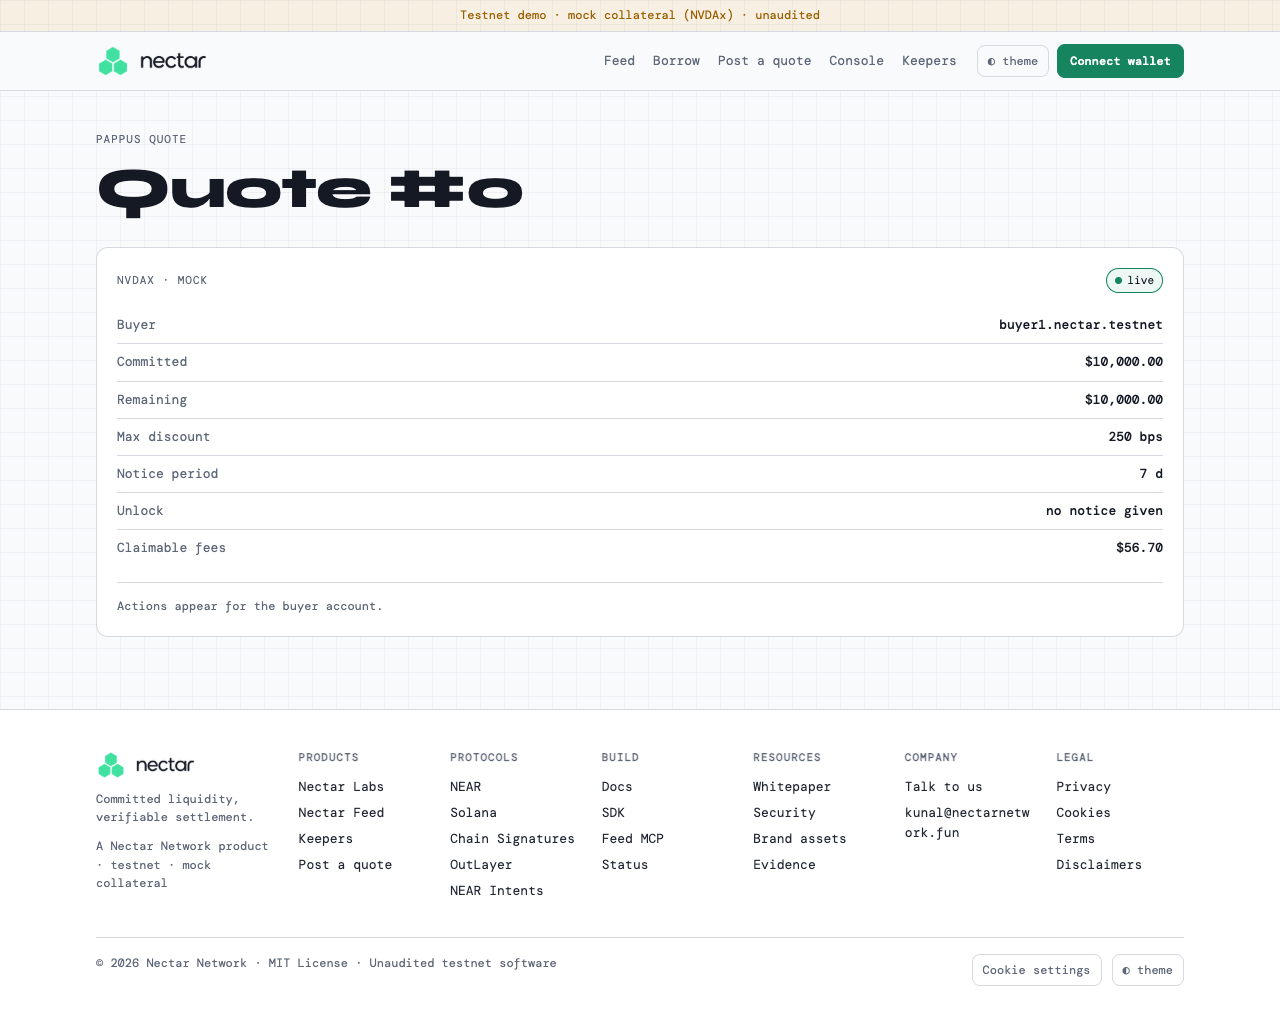 Testnet demo · mock collateral (NVDAx) · unaudited
nectar
Feed Borrow Post a quote Console Keepers ◐ theme Connect wallet
PAPPUS QUOTE
Quote #0
NVDAX · MOCK live
Buyer buyer1.nectar.testnet
Committed $10,000.00
Remaining $10,000.00
Max discount 250 bps
Notice period 7 d
Unlock no notice given
Claimable fees $56.70
Actions appear for the buyer account.
nectar
Committed liquidity,
verifiable settlement.
A Nectar Network product
· testnet · mock
collateral
PRODUCTS
Nectar Labs
Nectar Feed
Keepers
Post a quote
PROTOCOLS
NEAR
Solana
Chain Signatures
OutLayer
NEAR Intents
BUILD
Docs
SDK
Feed MCP
Status
RESOURCES
Whitepaper
Security
Brand assets
Evidence
COMPANY
Talk to us
kunal@nectarnetw
ork.fun
LEGAL
Privacy
Cookies
Terms
Disclaimers
© 2026 Nectar Network · MIT License · Unaudited testnet software
Cookie settings ◐ theme